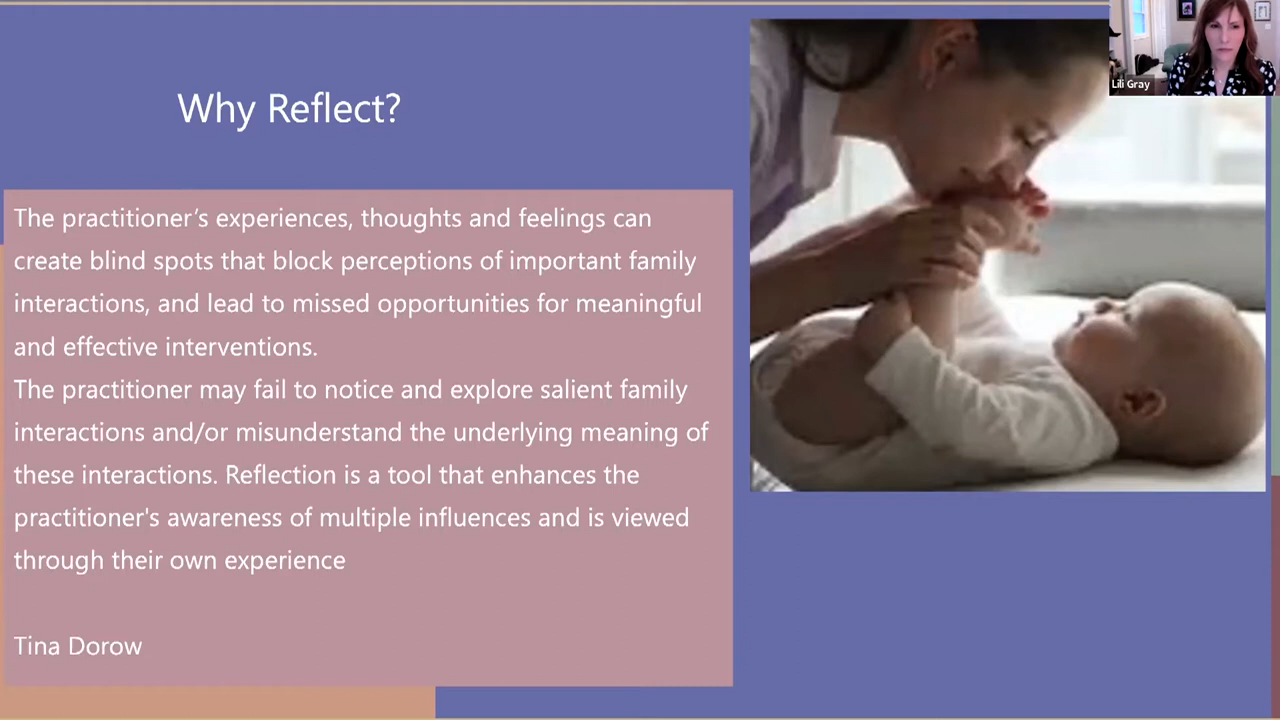 Why Reflect?
Lili Gray
The practitioner’s experiences, thoughts and feelings can
create blind spots that block perceptions of important family
interactions, and lead to missed opportunities for meaningful
and effective interventions.
The practitioner may fail to notice and explore salient family
interactions and/or misunderstand the underlying meaning of
these interactions. Reflection is a tool that enhances the
practitioner's awareness of multiple influences and is viewed
through their own experience
Tina Dorow